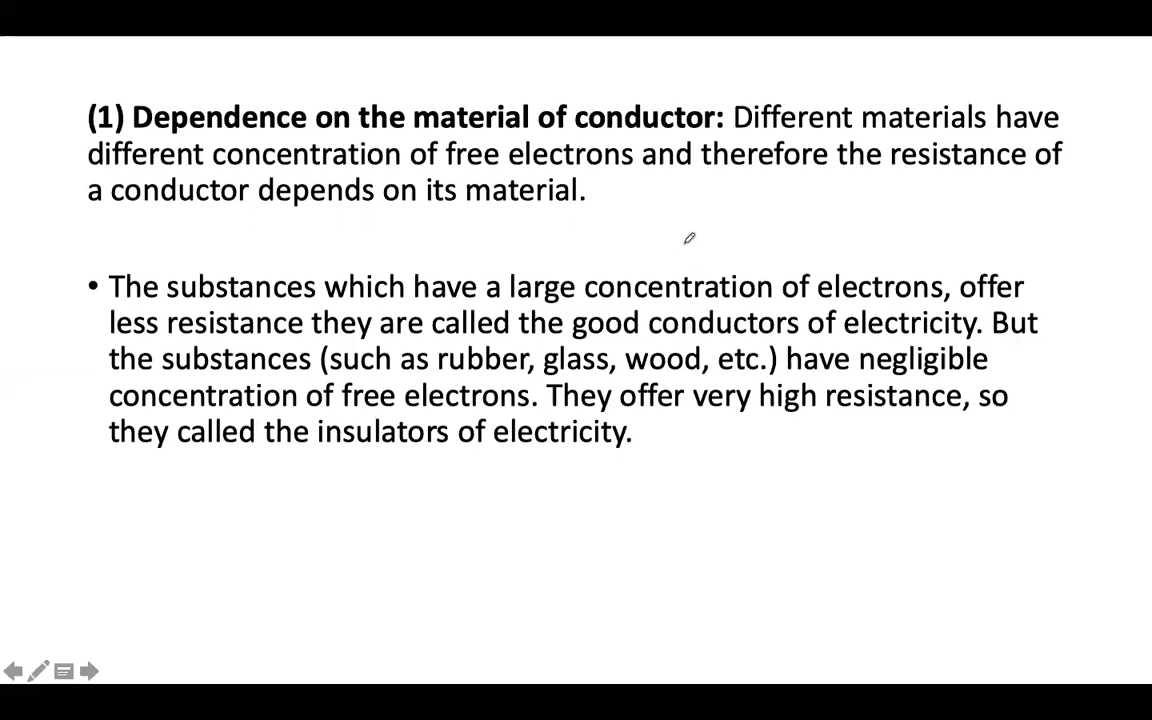 (1) Dependence on the material of conductor: Different materials have
different concentration of free electrons and therefore the resistance of
a conductor depends on its material.
• The substances which have a large concentration of electrons, offer
less resistance they are called the good conductors of electricity. But
the substances (such as rubber, glass, wood, etc.) have negligible
concentration of free electrons. They offer very high resistance, so
they called the insulators of electricity.